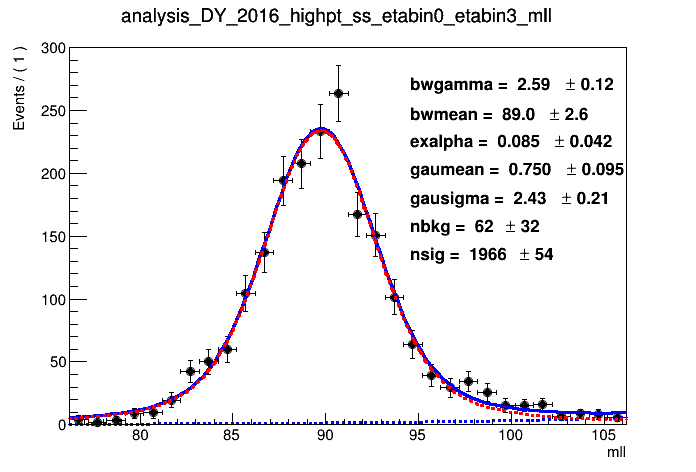 analysis_DY_2016_highpt_ss_etabin0_etabin3_mll
Events / ( 1 )
300
250
200
150
100
50
0
bwgamma = 2.59 ± 0.12
bwmean = 89.0 ± 2.6
exalpha = 0.085 ± 0.042
gaumean = 0.750 ± 0.095
gausigma = 2.43 ± 0.21
nbkg = 62 ± 32
nsig = 1966 ± 54
80 85 90 95 100 105
mll